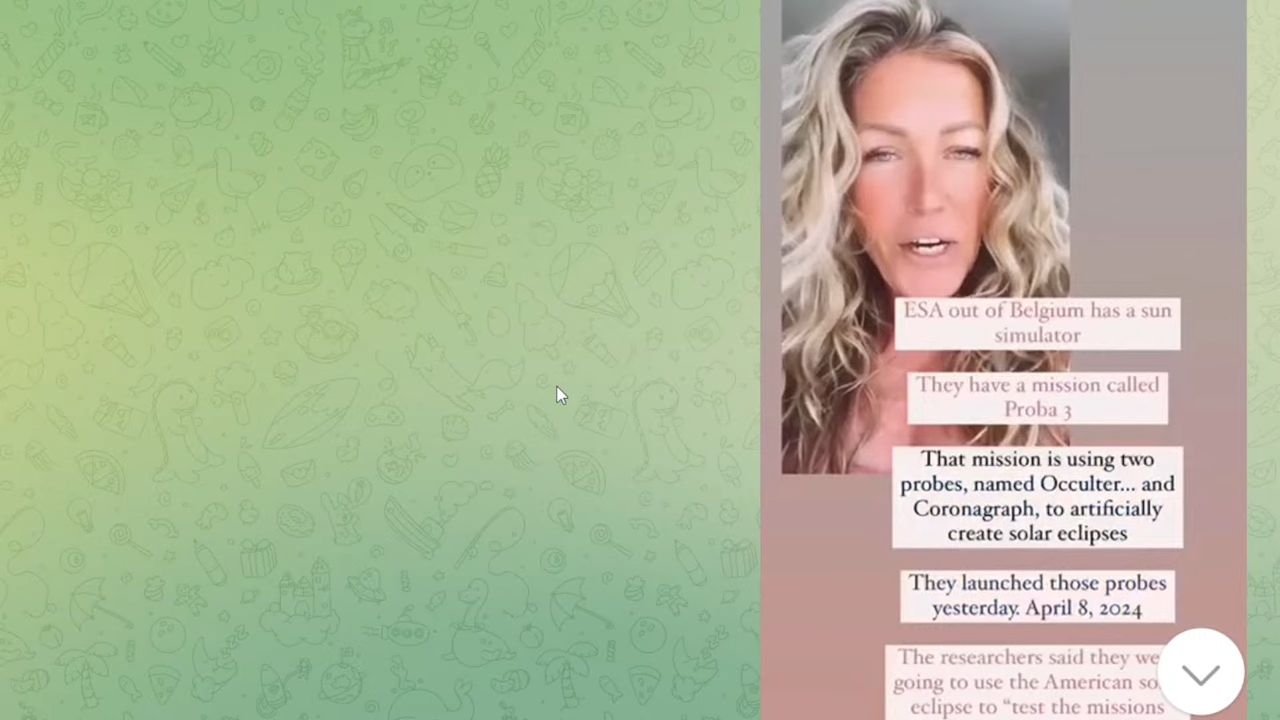 ESA out of Belgium has a sun
simulator
They have a mission called
Proba 3
That mission is using two
probes, named Occulter... and
Coronagraph, to artificially
create solar eclipses
They launched those probes
yesterday. April 8, 2024
The researchers said they
going to use the American
eclipse to “test the missions